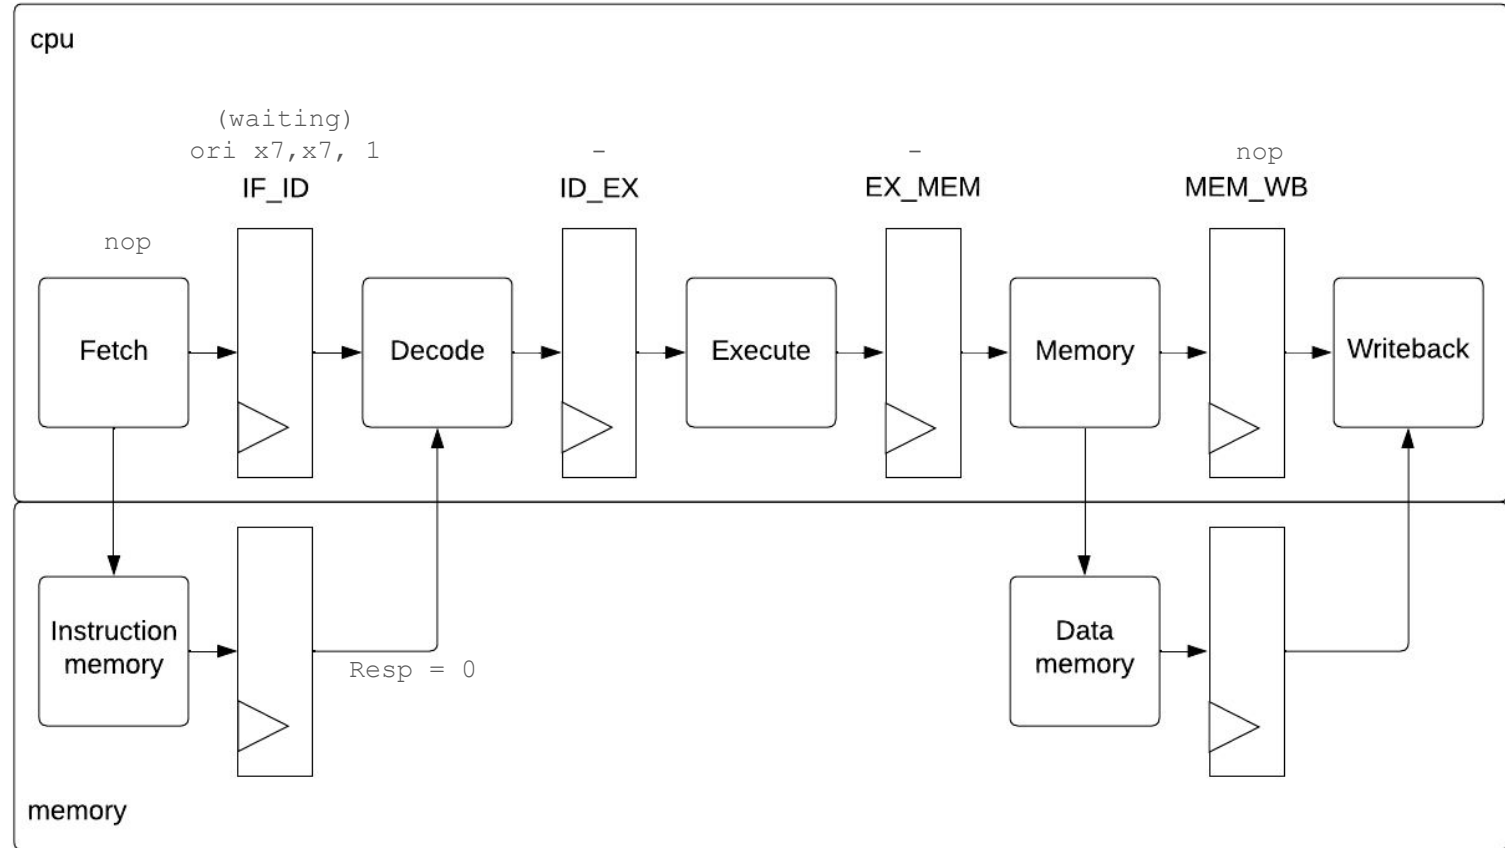 cpu
(waiting)
ori x7,x7, 1
-
-
nop
IF_ID
ID_EX
EX_MEM
MEM_WB
nop
Fetch
Decode
Execute
Memory
Writeback
Instruction
memory
Resp = 0
Data
memory
memory